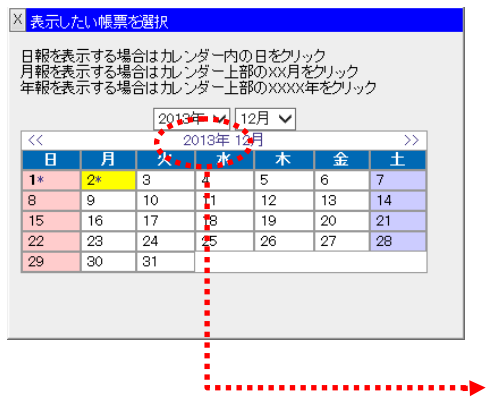 X 表示したい帳票を選択
日報を表示する場合はカレンダー内の日をクリック
月報を表示する場合はカレンダー上部のXX月をクリック
年報を表示する場合はカレンダー上部のXXXX年をクリック
2013年 12月
<< 2013年 12月 >>
日 月 火 水 木 金 土
1* 2* 3 4 5 6 7
8 9 10 11 12 13 14
15 16 17 18 19 20 21
22 23 24 25 26 27 28
29 30 31